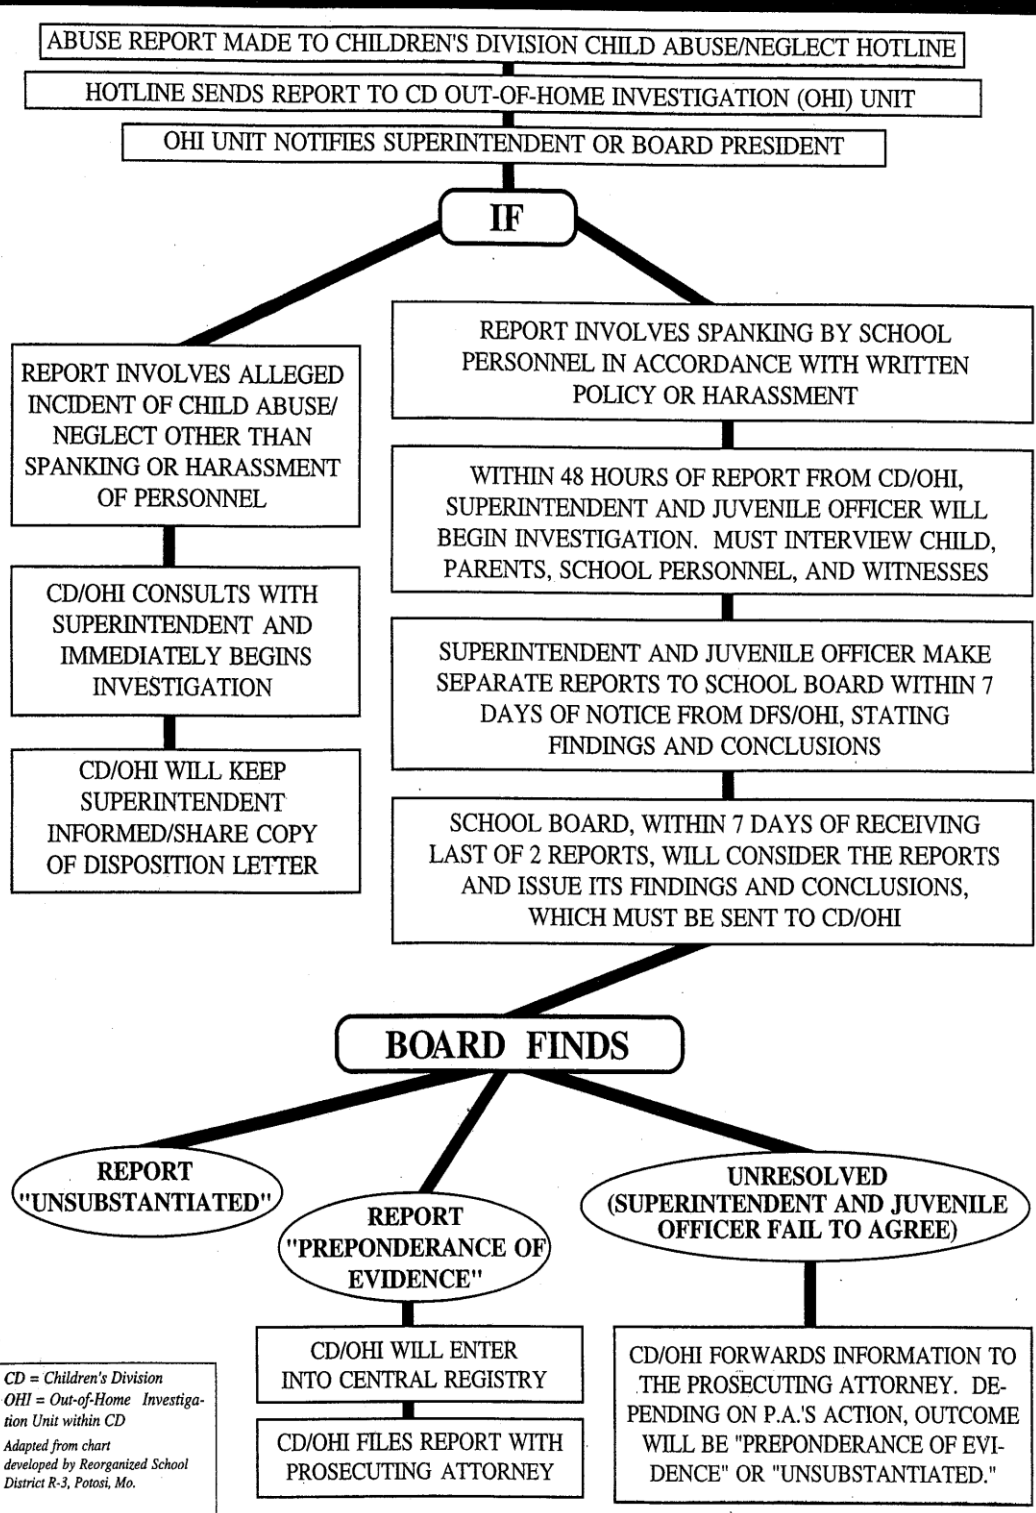 ABUSE REPORT MADE TO CHILDREN'S DIVISION CHILD ABUSE/NEGLECT HOTLINE
HOTLINE SENDS REPORT TO CD OUT-OF-HOME INVESTIGATION (OHI) UNIT
OHI UNIT NOTIFIES SUPERINTENDENT OR BOARD PRESIDENT
IF
REPORT INVOLVES ALLEGED
INCIDENT OF CHILD ABUSE/
NEGLECT OTHER THAN
SPANKING OR HARASSMENT
OF PERSONNEL
CD/OHI CONSULTS WITH
SUPERINTENDENT AND
IMMEDIATELY BEGINS
INVESTIGATION
CD/OHI WILL KEEP
SUPERINTENDENT
INFORMED/SHARE COPY
OF DISPOSITION LETTER
REPORT INVOLVES SPANKING BY SCHOOL
PERSONNEL IN ACCORDANCE WITH WRITTEN
POLICY OR HARASSMENT
WITHIN 48 HOURS OF REPORT FROM CD/OHI,
SUPERINTENDENT AND JUVENILE OFFICER WILL
BEGIN INVESTIGATION. MUST INTERVIEW CHILD,
PARENTS, SCHOOL PERSONNEL, AND WITNESSES
SUPERINTENDENT AND JUVENILE OFFICER MAKE
SEPARATE REPORTS TO SCHOOL BOARD WITHIN 7
DAYS OF NOTICE FROM DFS/OHI, STATING
FINDINGS AND CONCLUSIONS
SCHOOL BOARD, WITHIN 7 DAYS OF RECEIVING
LAST OF 2 REPORTS, WILL CONSIDER THE REPORTS
AND ISSUE ITS FINDINGS AND CONCLUSIONS,
WHICH MUST BE SENT TO CD/OHI
BOARD FINDS
REPORT
"UNSUBSTANTIATED"
REPORT
"PREPONDERANCE OF
EVIDENCE"
CD/OHI WILL ENTER
INTO CENTRAL REGISTRY
CD/OHI FILES REPORT WITH
PROSECUTING ATTORNEY
UNRESOLVED
(SUPERINTENDENT AND JUVENILE
OFFICER FAIL TO AGREE)
CD/OHI FORWARDS INFORMATION TO
THE PROSECUTING ATTORNEY. DE-
PENDING ON P.A.'S ACTION, OUTCOME
WILL BE "PREPONDERANCE OF EVI-
DENCE" OR "UNSUBSTANTIATED."
CD = Children's Division
OHI = Out-of-Home Investiga-
tion Unit within CD
Adapted from chart
developed by Reorganized School
District R-3, Potosi, Mo.